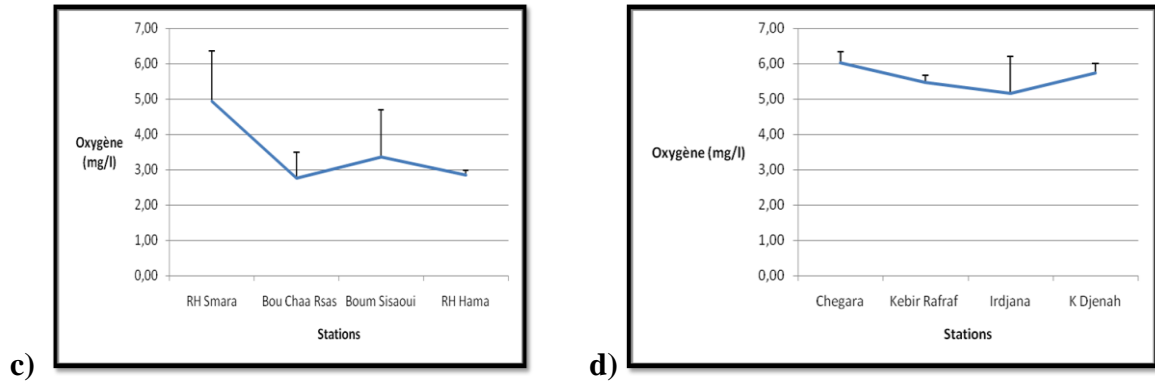 7,00
6,00
5,00
Oxygène
(mg/l)
4,00
3,00
2,00
1,00
0,00
RH Smara Bou Chaa Rsas Boum Sisaoui RH Hama
Stations
c)
7,00
6,00
5,00
4,00
Oxygène (mg/l)
3,00
2,00
1,00
0,00
Chegara Kebir Rafraf Irdjana K Djenah
Stations
d)